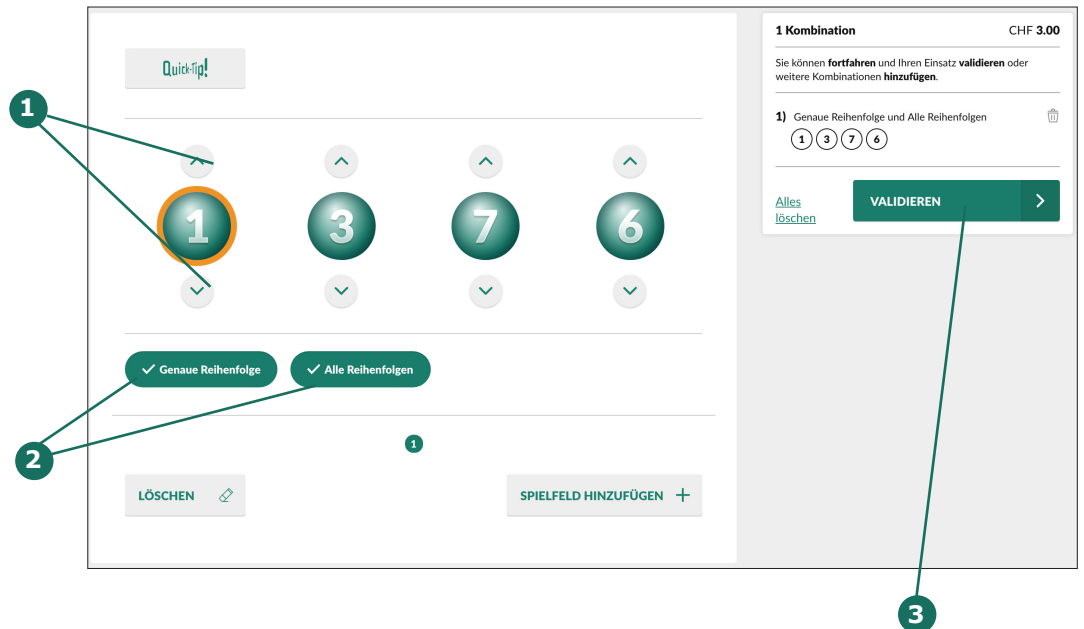 Quick-Tip!
1
1 3 7 6
Genaue Reihenfolge
Alle Reihenfolgen
2
1
LÖSCHEN
SPIELFELD HINZUFÜGEN
1 Kombination CHF 3.00
Sie können fortfahren und Ihren Einsatz validieren oder
weitere Kombinationen hinzufügen.
1) Genaue Reihenfolge und Alle Reihenfolgen
1 3 7 6
Alles
löschen
VALIDIEREN
3